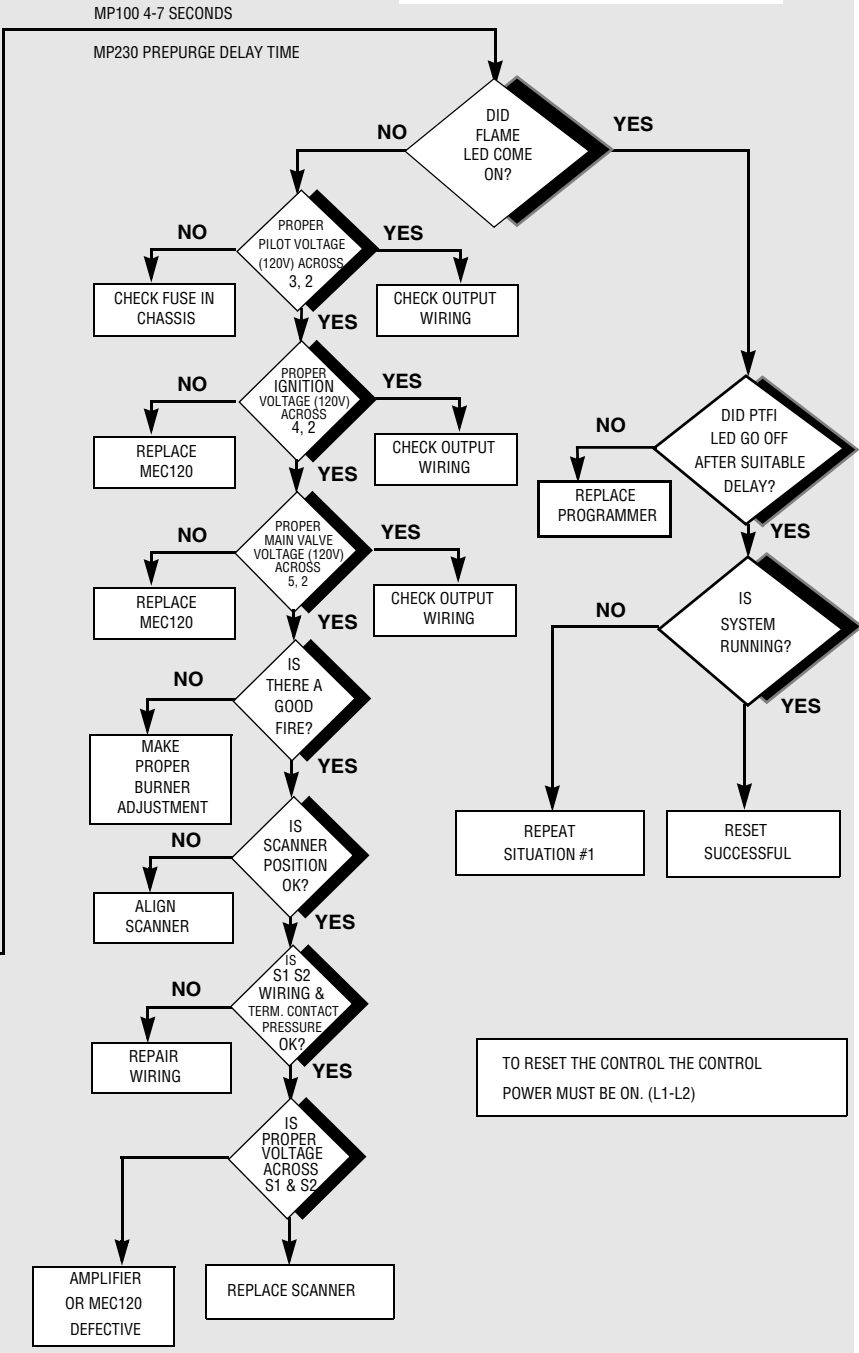 MP100 4-7 SECONDS
MP230 PREPURGE DELAY TIME
DID
FLAME
LED COME
ON?
NO
YES
PROPER
PILOT VOLTAGE
(120V) ACROSS
3, 2
NO
YES
CHECK FUSE IN
CHASSIS
CHECK OUTPUT
WIRING
YES
PROPER
IGNITION
VOLTAGE (120V)
ACROSS
4, 2
NO
YES
REPLACE
MEC120
CHECK OUTPUT
WIRING
YES
PROPER
MAIN VALVE
VOLTAGE (120V)
ACROSS
5, 2
NO
YES
REPLACE
MEC120
CHECK OUTPUT
WIRING
YES
IS
THERE A
GOOD
FIRE?
NO
MAKE
PROPER
BURNER
ADJUSTMENT
YES
IS
SCANNER
POSITION
OK?
NO
ALIGN
SCANNER
YES
IS
S1 S2
WIRING &
TERM. CONTACT
PRESSURE
OK?
NO
REPAIR
WIRING
YES
IS
PROPER
VOLTAGE
ACROSS
S1 & S2
AMPLIFIER
OR MEC120
DEFECTIVE
REPLACE SCANNER
DID PTFI
LED GO OFF
AFTER SUITABLE
DELAY?
NO
REPLACE
PROGRAMMER
YES
IS
SYSTEM
RUNNING?
NO
YES
REPEAT
SITUATION #1
RESET
SUCCESSFUL
TO RESET THE CONTROL THE CONTROL
POWER MUST BE ON. (L1-L2)